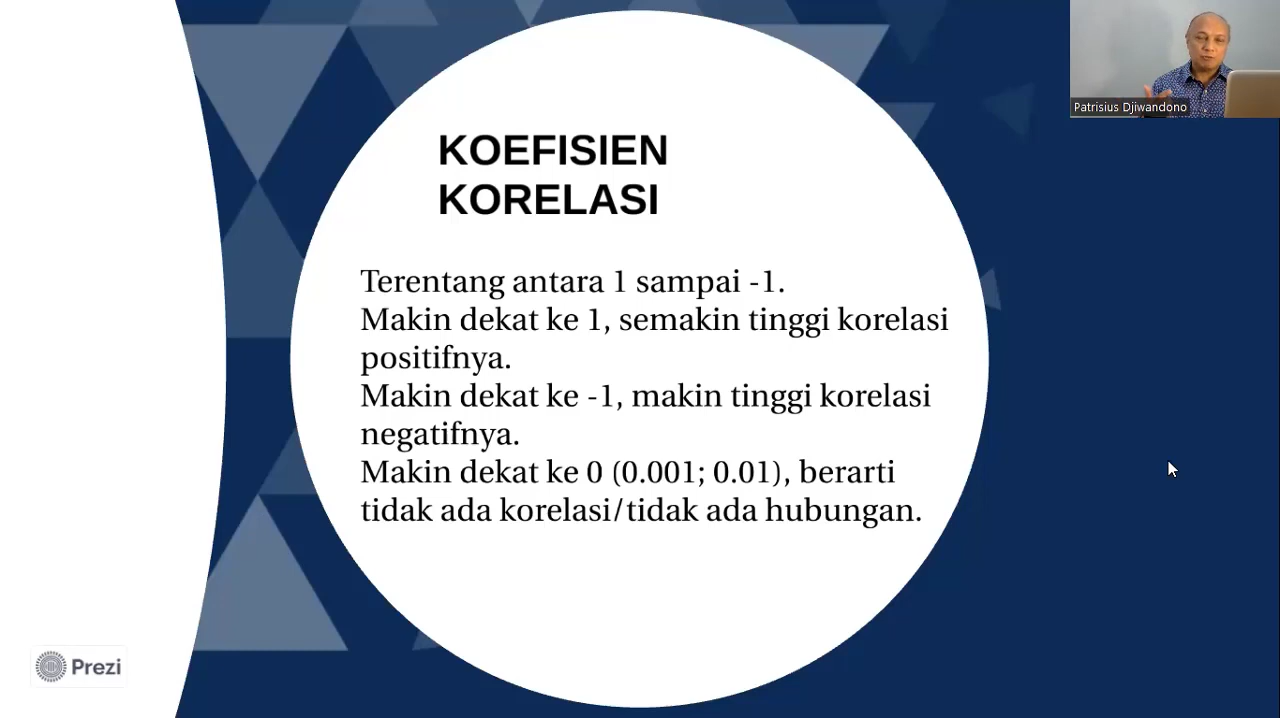 Patrisius Djiwandono
KOEFISIEN
KORELASI
Terentang antara 1 sampai -1.
Makin dekat ke 1, semakin tinggi korelasi
positifnya.
Makin dekat ke -1, makin tinggi korelasi
negatifnya.
Makin dekat ke 0 (0.001; 0.01), berarti
tidak ada korelasi/tidak ada hubungan.
Prezi